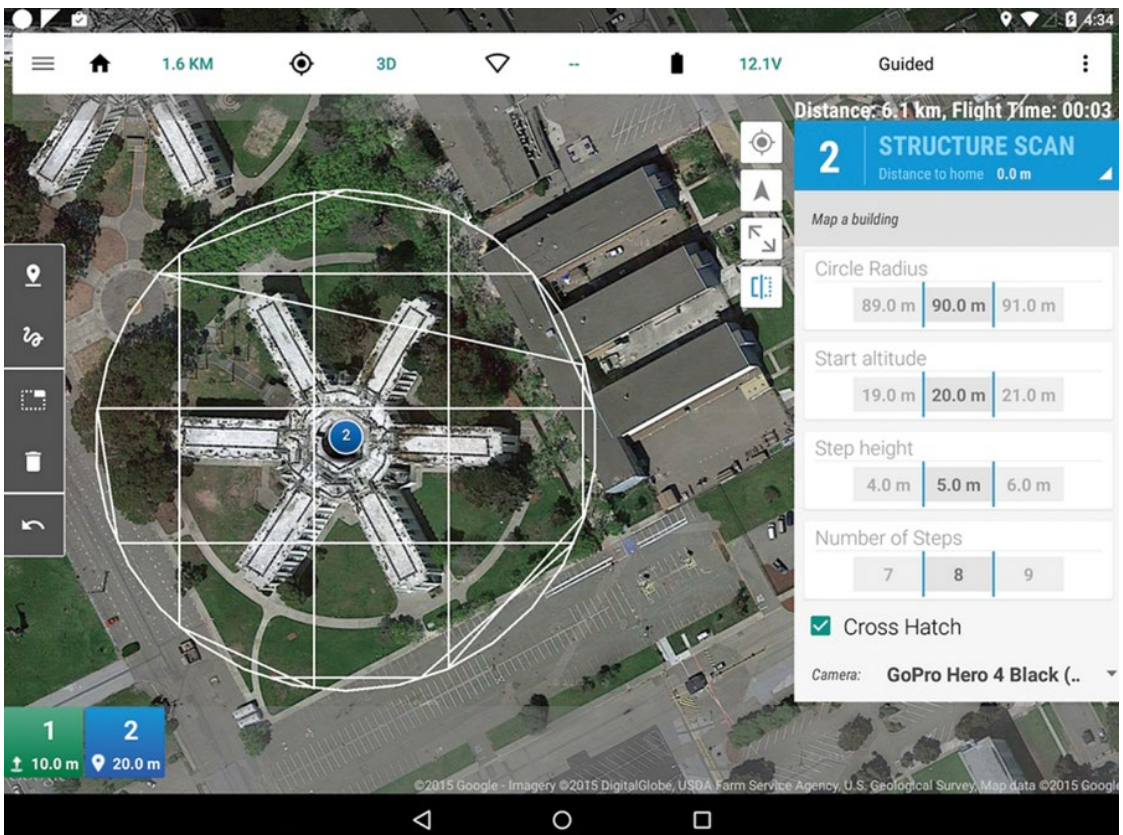 4:34
1.6 KM 3D -- 12.1V Guided
Distance: 6.1 km, Flight Time: 00:03
2 STRUCTURE SCAN
Distance to home 0.0 m
Map a building
Circle Radius
89.0 m 90.0 m 91.0 m
Start altitude
19.0 m 20.0 m 21.0 m
Step height
4.0 m 5.0 m 6.0 m
Number of Steps
7 8 9
Cross Hatch
Camera: GoPro Hero 4 Black (..
2
1 2
10.0 m 20.0 m
©2015 Google - Imagery ©2015 DigitalGlobe, USDA Farm Service Agency, U.S. Geological Survey, Map data ©2015 Google